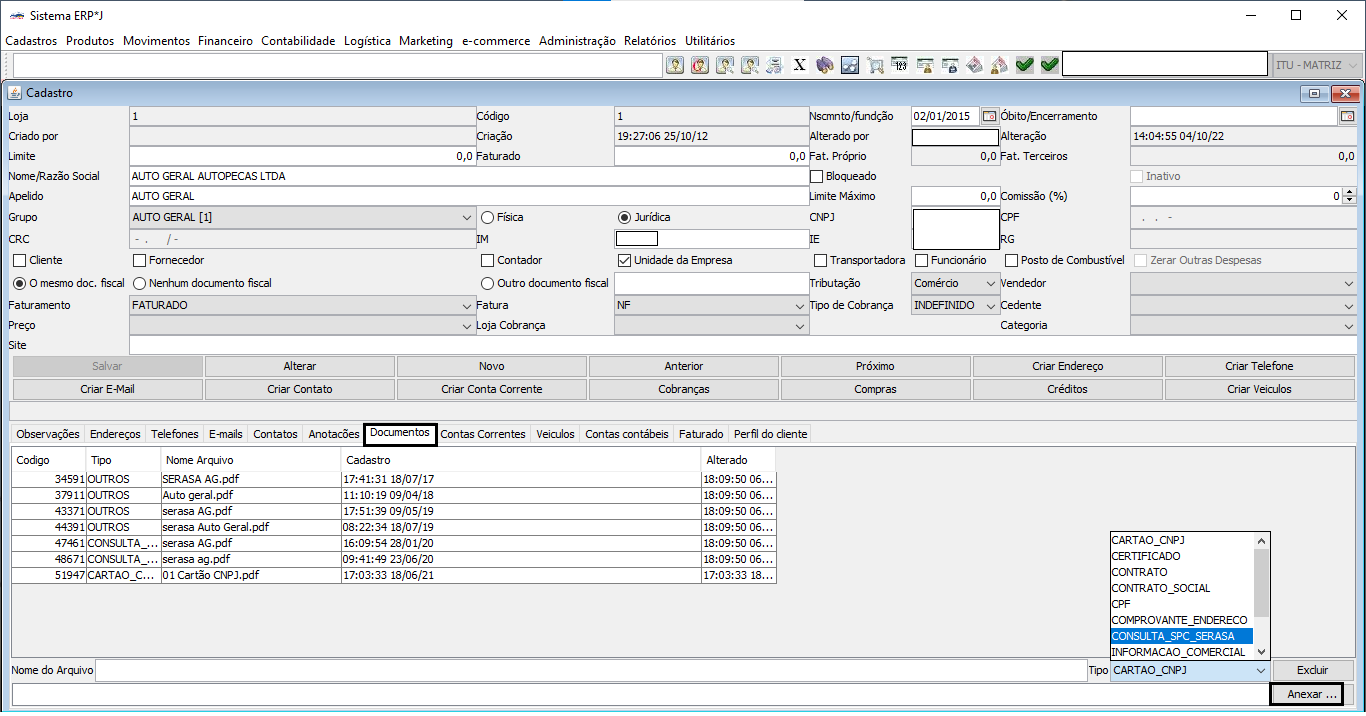 Sistema ERP*J
Cadastros Produtos Movimentos Financeiro Contabilidade Logística Marketing e-commerce Administração Relatórios Utilitários
X 123 ITU - MATRIZ
Cadastro
Loja 1 Código 1 Nscmnto/fundção 02/01/2015 Óbito/Encerramento
Criado por Criação 19:27:06 25/10/12 Alterado por Alteração 14:04:55 04/10/22
Limite 0,0 Faturado 0,0 Fat. Próprio 0,0 Fat. Terceiros 0,0
Nome/Razão Social AUTO GERAL AUTOPECAS LTDA Bloqueado Inativo
Apelido AUTO GERAL Limite Máximo 0,0 Comissão (%) 0
Grupo AUTO GERAL [1] Física Jurídica CNPJ CPF . . -
CRC - . / - IM IE RG
Cliente Fornecedor Contador Unidade da Empresa Transportadora Funcionário Posto de Combustível Zerar Outras Despesas
O mesmo doc. fiscal Nenhum documento fiscal Outro documento fiscal Tributação Comércio Vendedor
Faturamento FATURADO Fatura NF Tipo de Cobrança INDEFINIDO Cedente
Preço Loja Cobrança Categoria
Site
Salvar Alterar Novo Anterior Próximo Criar Endereço Criar Telefone
Criar E-Mail Criar Contato Criar Conta Corrente Cobranças Compras Créditos Criar Veiculos
Observações Endereços Telefones E-mails Contatos Anotacões Documentos Contas Correntes Veiculos Contas contábeis Faturado Perfil do cliente
Codigo Tipo Nome Arquivo Cadastro Alterado
34591 OUTROS SERASA AG.pdf 17:41:31 18/07/17 18:09:50 06...
37911 OUTROS Auto geral.pdf 11:10:19 09/04/18 18:09:50 06...
43371 OUTROS serasa AG.pdf 17:51:39 09/05/19 18:09:50 06...
44391 OUTROS serasa Auto Geral.pdf 08:22:34 18/07/19 18:09:50 06...
47461 CONSULTA_... serasa AG.pdf 16:09:54 28/01/20 18:09:50 06...
48671 CONSULTA_... serasa ag.pdf 09:41:49 23/06/20 18:09:50 06...
51947 CARTAO_C... 01 Cartão CNPJ.pdf 17:03:33 18/06/21 17:03:33 18...
CARTAO_CNPJ
CERTIFICADO
CONTRATO
CONTRATO_SOCIAL
CPF
COMPROVANTE_ENDERECO
CONSULTA_SPC_SERASA
INFORMACAO_COMERCIAL
Nome do Arquivo Tipo CARTAO_CNPJ Excluir
Anexar ...